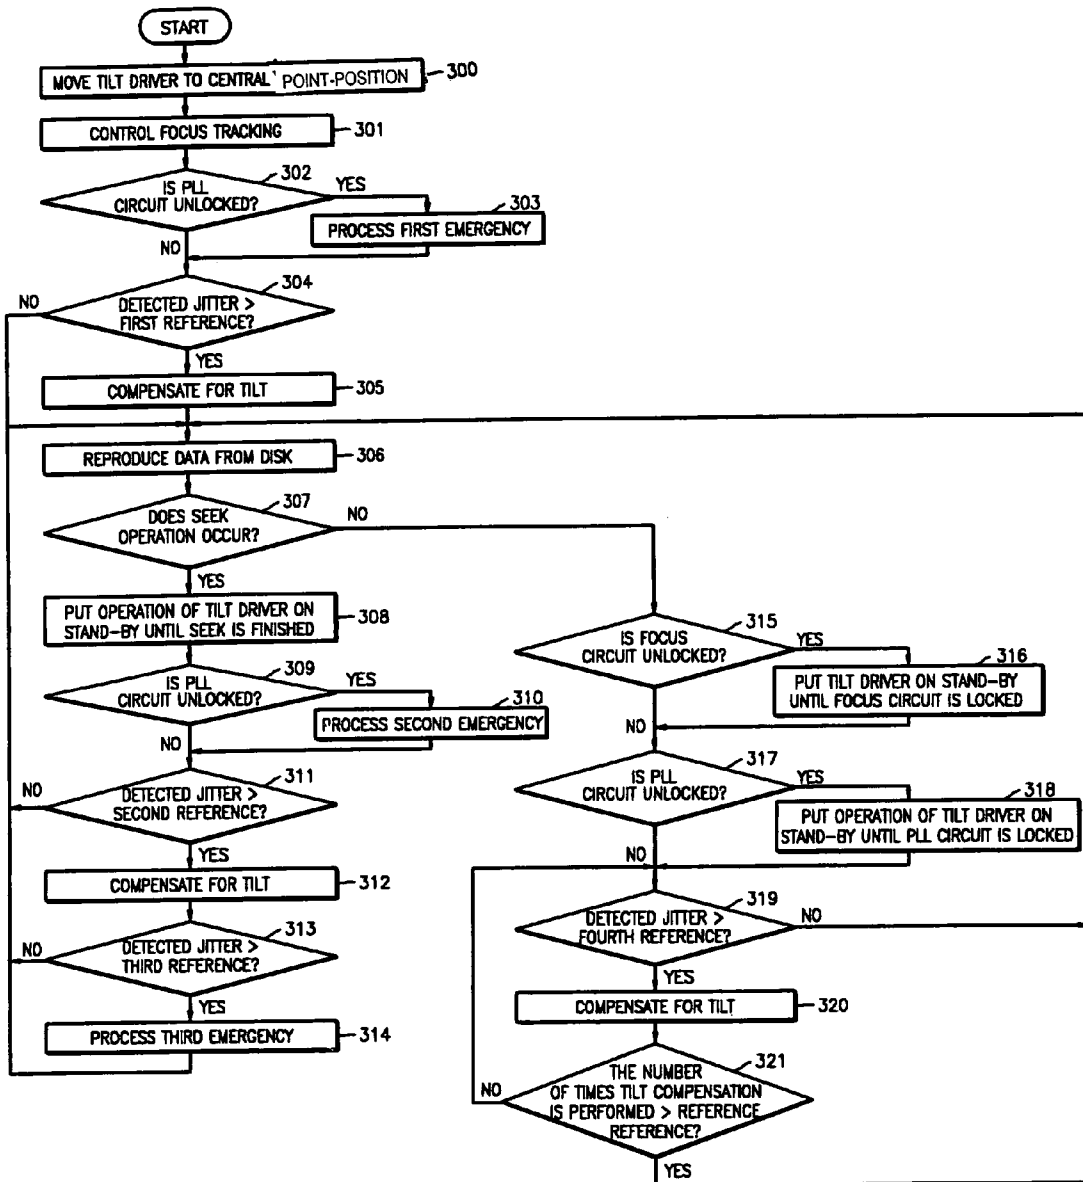 START
MOVE TILT DRIVER TO CENTRAL POINT-POSITION
300
CONTROL FOCUS TRACKING
301
IS PLL
CIRCUIT UNLOCKED?
302
YES
NO
PROCESS FIRST EMERGENCY
303
DETECTED JITTER >
FIRST REFERENCE?
304
NO
YES
COMPENSATE FOR TILT
305
REPRODUCE DATA FROM DISK
306
DOES SEEK
OPERATION OCCUR?
307
NO
YES
PUT OPERATION OF TILT DRIVER ON
STAND-BY UNTIL SEEK IS FINISHED
308
IS PLL
CIRCUIT UNLOCKED?
309
YES
NO
PROCESS SECOND EMERGENCY
310
DETECTED JITTER >
SECOND REFERENCE?
311
NO
YES
COMPENSATE FOR TILT
312
DETECTED JITTER >
THIRD REFERENCE?
313
NO
YES
PROCESS THIRD EMERGENCY
314
IS FOCUS
CIRCUIT UNLOCKED?
315
YES
NO
PUT TILT DRIVER ON STAND-BY
UNTIL FOCUS CIRCUIT IS LOCKED
316
IS PLL
CIRCUIT UNLOCKED?
317
YES
NO
PUT OPERATION OF TILT DRIVER ON
STAND-BY UNTIL PLL CIRCUIT IS LOCKED
318
DETECTED JITTER >
FOURTH REFERENCE?
319
NO
YES
COMPENSATE FOR TILT
320
THE NUMBER
OF TIMES TILT COMPENSATION
IS PERFORMED > REFERENCE
REFERENCE?
321
NO
YES